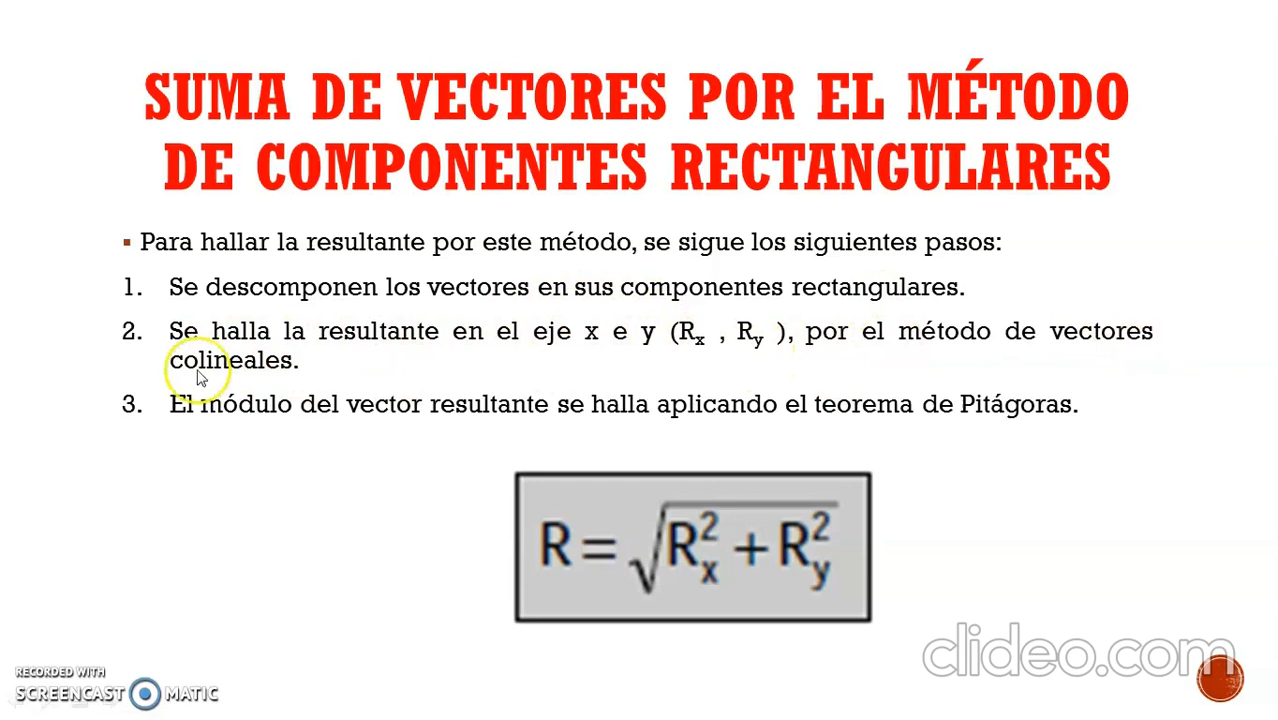 SUMA DE VECTORES POR EL MÉTODO
DE COMPONENTES RECTANGULARES
▪ Para hallar la resultante por este método, se sigue los siguientes pasos:
1. Se descomponen los vectores en sus componentes rectangulares.
2. Se halla la resultante en el eje x e y (Rₓ , Rᵧ ), por el método de vectores
colineales.
3. El módulo del vector resultante se halla aplicando el teorema de Pitágoras.
R = √(Rₓ² + Rᵧ²)
clideo.com
RECORDED WITH
SCREENCAST MATIC